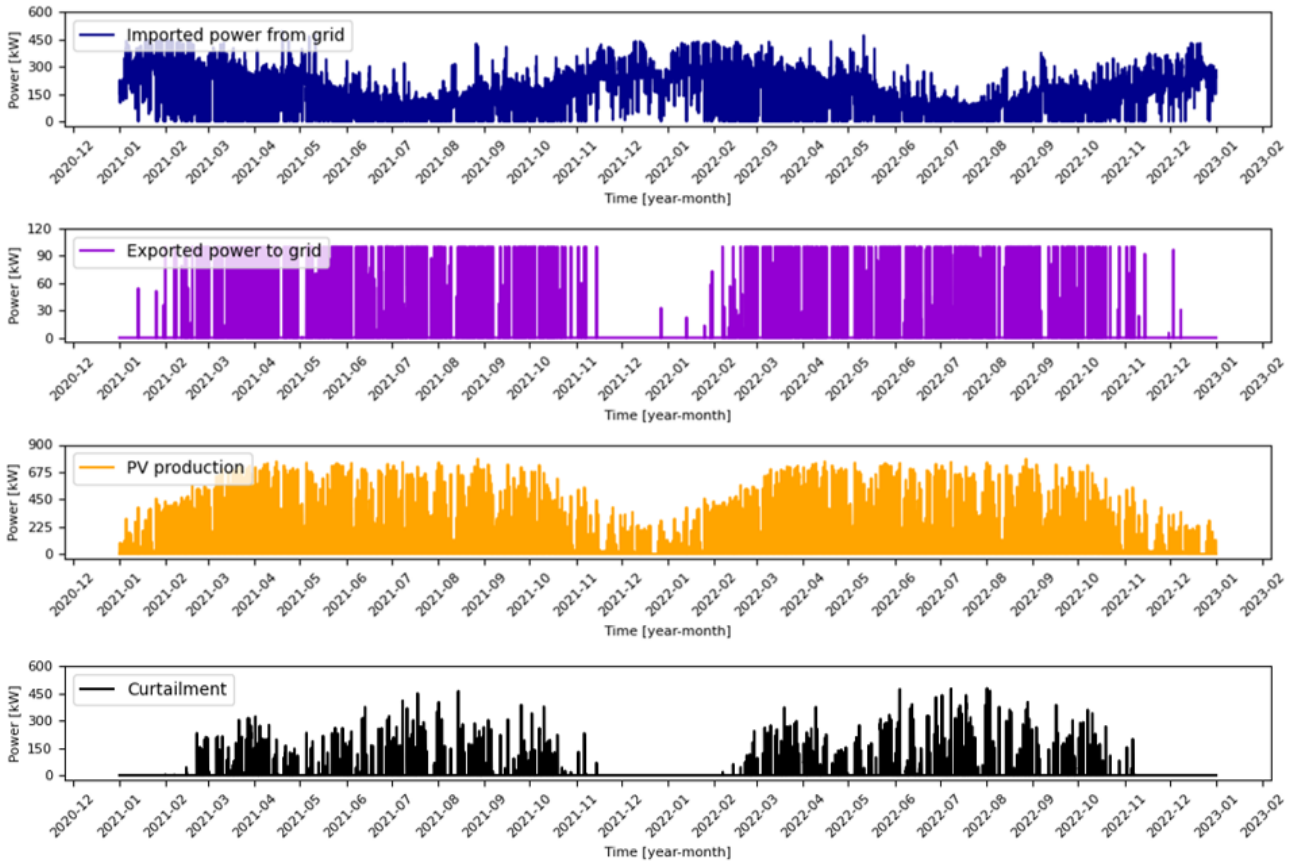 600
450
300
150
0
Power [kW]
Imported power from grid
2020-12 2021-01 2021-02 2021-03 2021-04 2021-05 2021-06 2021-07 2021-08 2021-09 2021-10 2021-11 2021-12 2022-01 2022-02 2022-03 2022-04 2022-05 2022-06 2022-07 2022-08 2022-09 2022-10 2022-11 2022-12 2023-01 2023-02
Time [year-month]
120
90
60
30
0
Power [kW]
Exported power to grid
2020-12 2021-01 2021-02 2021-03 2021-04 2021-05 2021-06 2021-07 2021-08 2021-09 2021-10 2021-11 2021-12 2022-01 2022-02 2022-03 2022-04 2022-05 2022-06 2022-07 2022-08 2022-09 2022-10 2022-11 2022-12 2023-01 2023-02
Time [year-month]
900
675
450
225
0
Power [kW]
PV production
2020-12 2021-01 2021-02 2021-03 2021-04 2021-05 2021-06 2021-07 2021-08 2021-09 2021-10 2021-11 2021-12 2022-01 2022-02 2022-03 2022-04 2022-05 2022-06 2022-07 2022-08 2022-09 2022-10 2022-11 2022-12 2023-01 2023-02
Time [year-month]
600
450
300
150
0
Power [kW]
Curtailment
2020-12 2021-01 2021-02 2021-03 2021-04 2021-05 2021-06 2021-07 2021-08 2021-09 2021-10 2021-11 2021-12 2022-01 2022-02 2022-03 2022-04 2022-05 2022-06 2022-07 2022-08 2022-09 2022-10 2022-11 2022-12 2023-01 2023-02
Time [year-month]